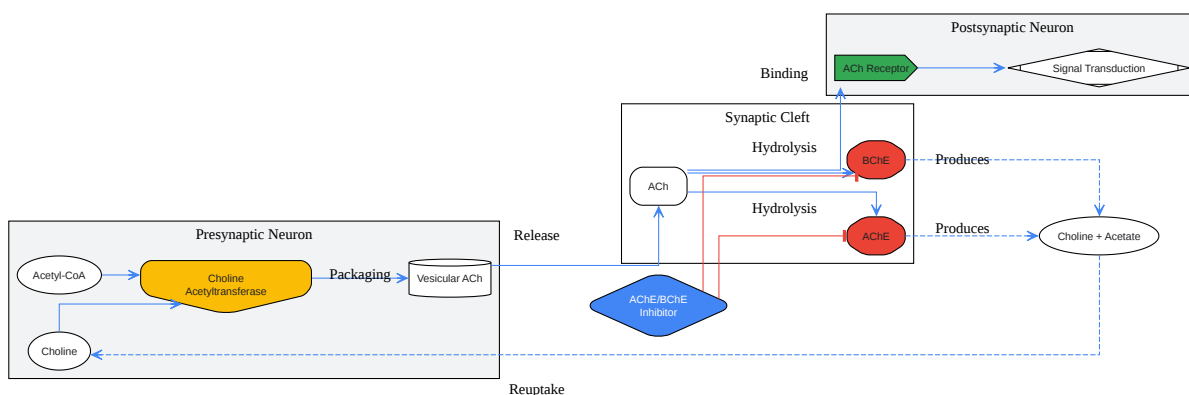 Postsynaptic Neuron
ACh Receptor
Signal Transduction
Binding
Synaptic Cleft
Hydrolysis
BChE
Produces
ACh
Hydrolysis
AChE
Produces
Choline + Acetate
Presynaptic Neuron
Release
Acetyl-CoA
Choline
Acetyltransferase
Packaging
Vesicular ACh
AChE/BChE
Inhibitor
Choline
Reuptake